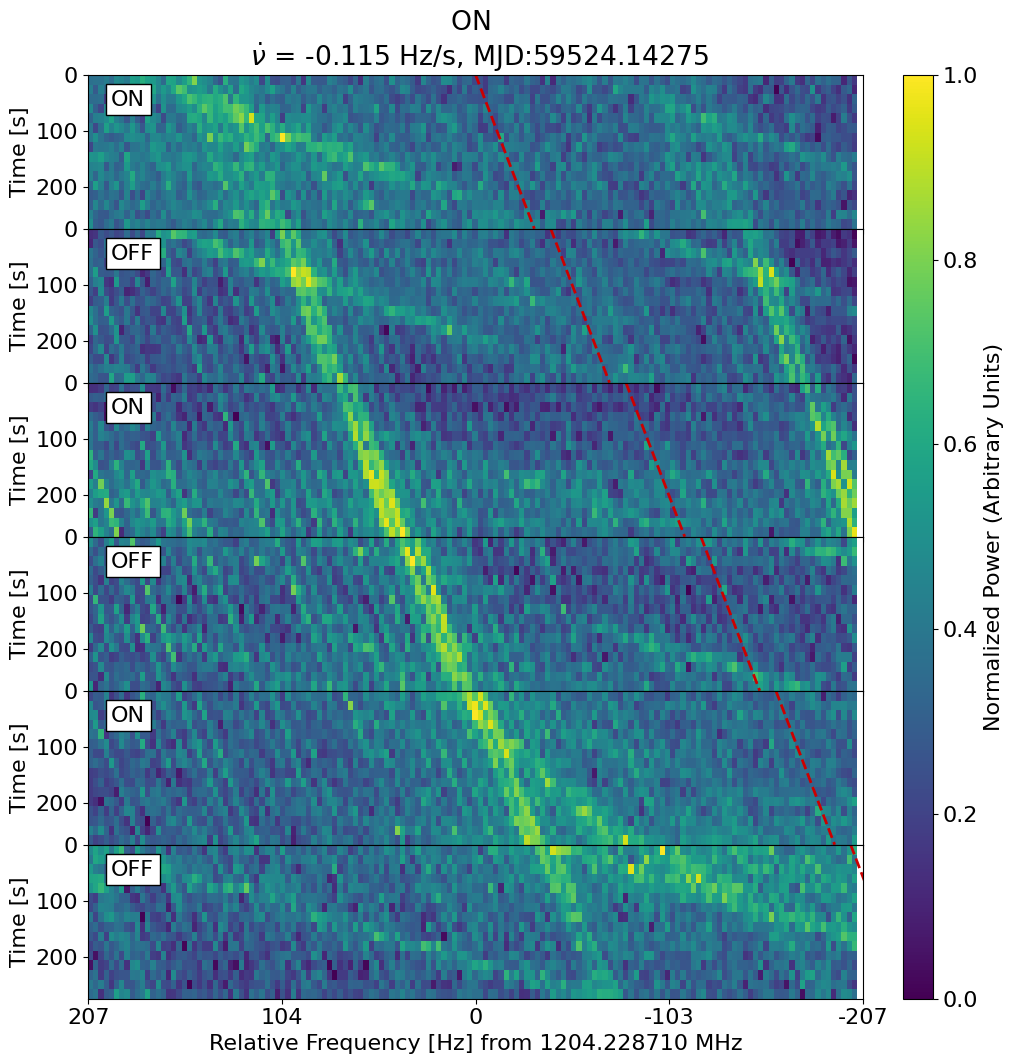 ON
ν̇ = -0.115 Hz/s, MJD:59524.14275
0
100
200
Time [s]
ON
0
100
200
Time [s]
OFF
0
100
200
Time [s]
ON
0
100
200
Time [s]
OFF
0
100
200
Time [s]
ON
0
100
200
Time [s]
OFF
207 104 0 -103 -207
Relative Frequency [Hz] from 1204.228710 MHz
1.0
0.8
0.6
0.4
0.2
0.0
Normalized Power (Arbitrary Units)